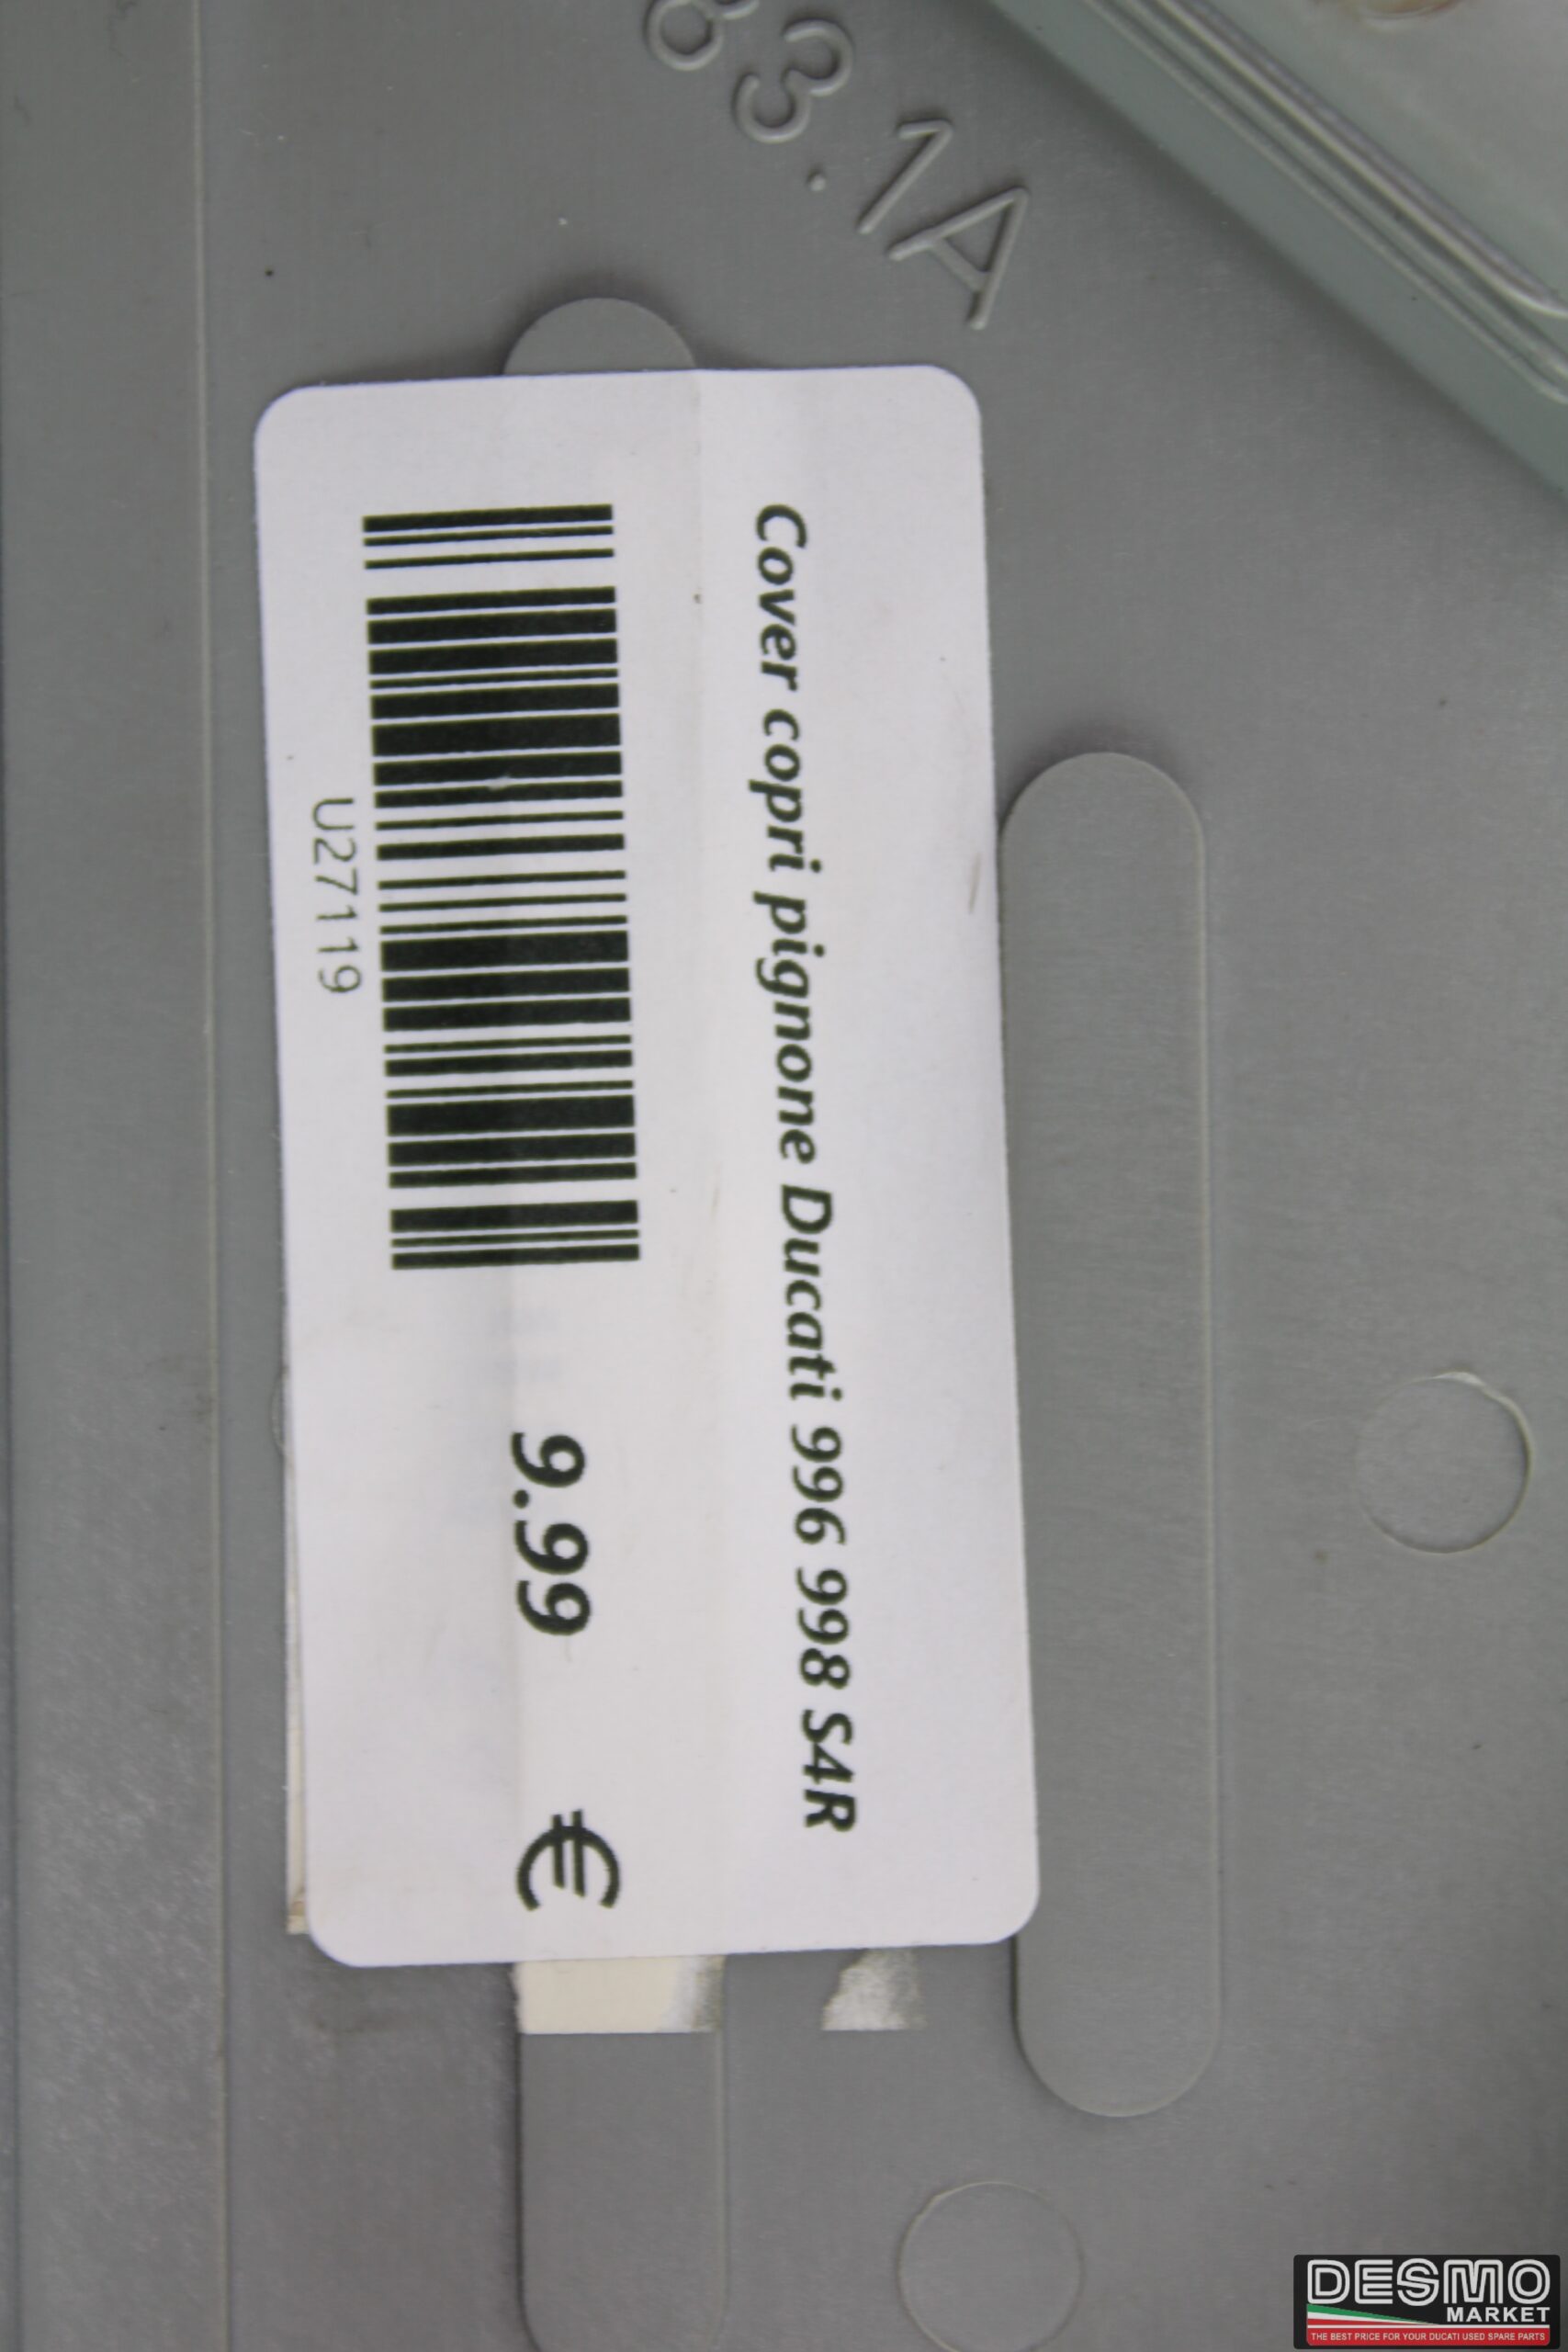 83.1A
Cover copri pignone Ducati 996 998 S4R
U27119
9.99 €
DESMO
MARKET
THE BEST PRICE FOR YOUR DUCATI USED SPARE PARTS